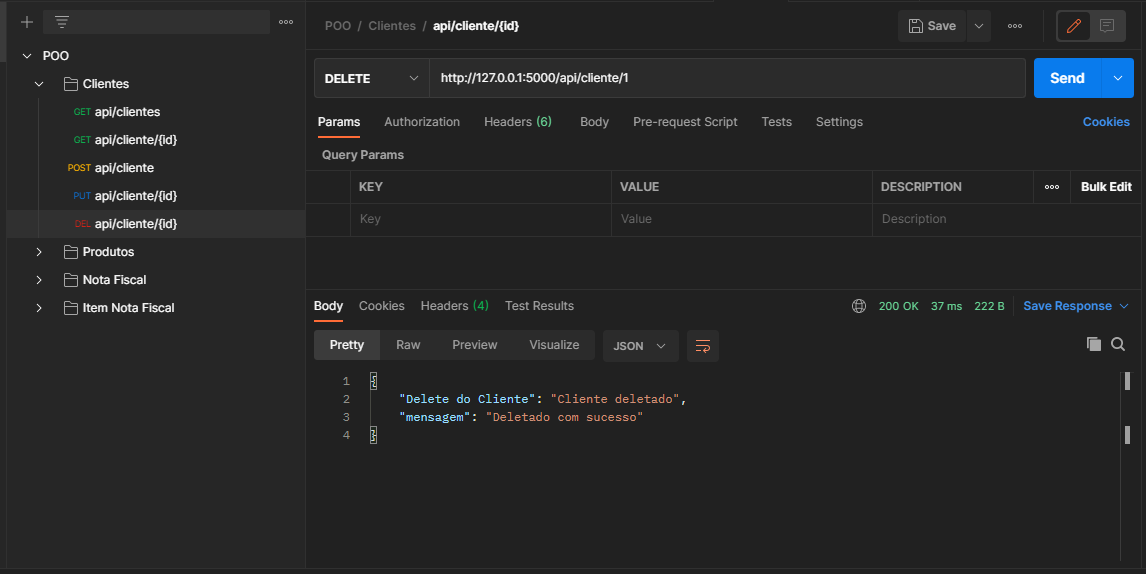 POO / Clientes / api/cliente/{id}
Save
POO
Clientes
GET api/clientes
GET api/cliente/{id}
POST api/cliente
PUT api/cliente/{id}
DEL api/cliente/{id}
Produtos
Nota Fiscal
Item Nota Fiscal
DELETE http://127.0.0.1:5000/api/cliente/1 Send
Params Authorization Headers (6) Body Pre-request Script Tests Settings Cookies
Query Params
KEY VALUE DESCRIPTION Bulk Edit
Key Value Description
Body Cookies Headers (4) Test Results 200 OK 37 ms 222 B Save Response
Pretty Raw Preview Visualize JSON
1 {
2 "Delete do Cliente": "Cliente deletado",
3 "mensagem": "Deletado com sucesso"
4 }